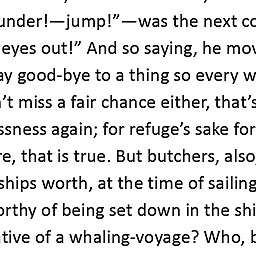 under!—jump!”—was the next co
eyes out!” And so saying, he mov
ay good-bye to a thing so every w
’t miss a fair chance either, that’s
ssness again; for refuge’s sake for
re, that is true. But butchers, also,
ships worth, at the time of sailing
orthy of being set down in the shi
ative of a whaling-voyage? Who, b